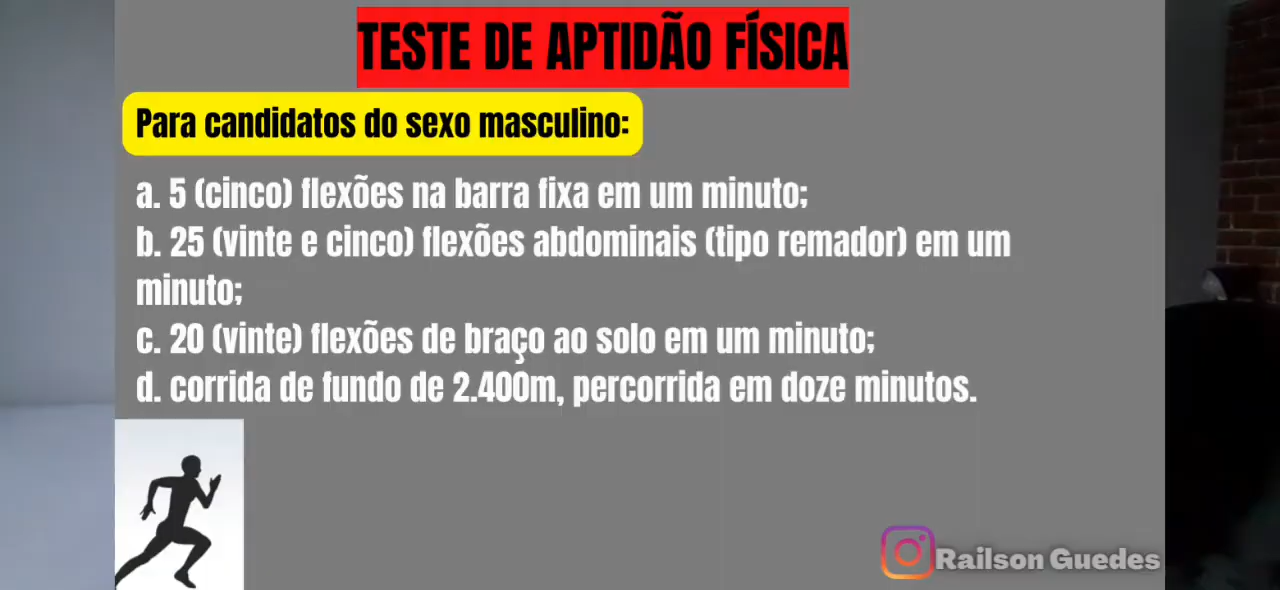 TESTE DE APTIDÃO FÍSICA
Para candidatos do sexo masculino:
a. 5 (cinco) flexões na barra fixa em um minuto;
b. 25 (vinte e cinco) flexões abdominais (tipo remador) em um
minuto;
c. 20 (vinte) flexões de braço ao solo em um minuto;
d. corrida de fundo de 2.400m, percorrida em doze minutos.
Railson Guedes